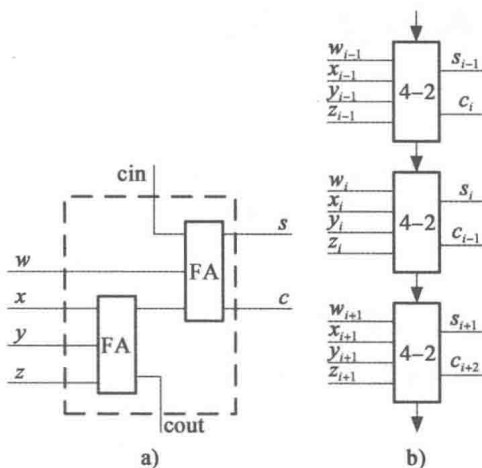 cin
w
x
y
z
FA
FA
s
c
cout
a)
w_{i-1}
x_{i-1}
y_{i-1}
z_{i-1}
4-2
s_{i-1}
c_i
w_i
x_i
y_i
z_i
4-2
s_i
c_{i-1}
w_{i+1}
x_{i+1}
y_{i+1}
z_{i+1}
4-2
s_{i+1}
c_{i+2}
b)